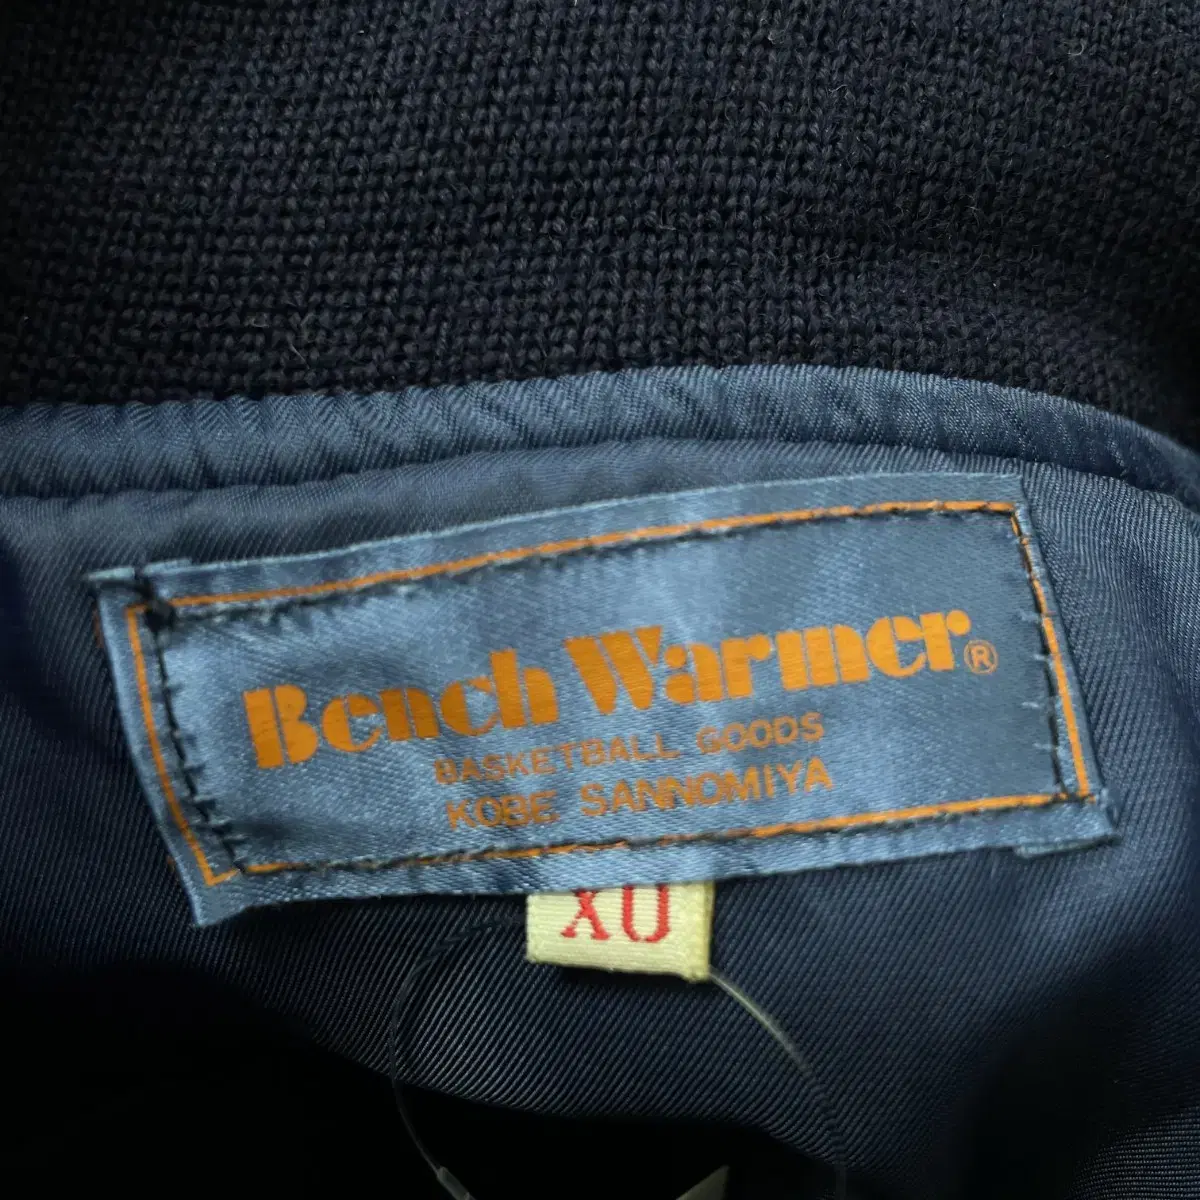 Bench Warmer®
BASKETBALL GOODS
KOBE SANNOMIYA
XO